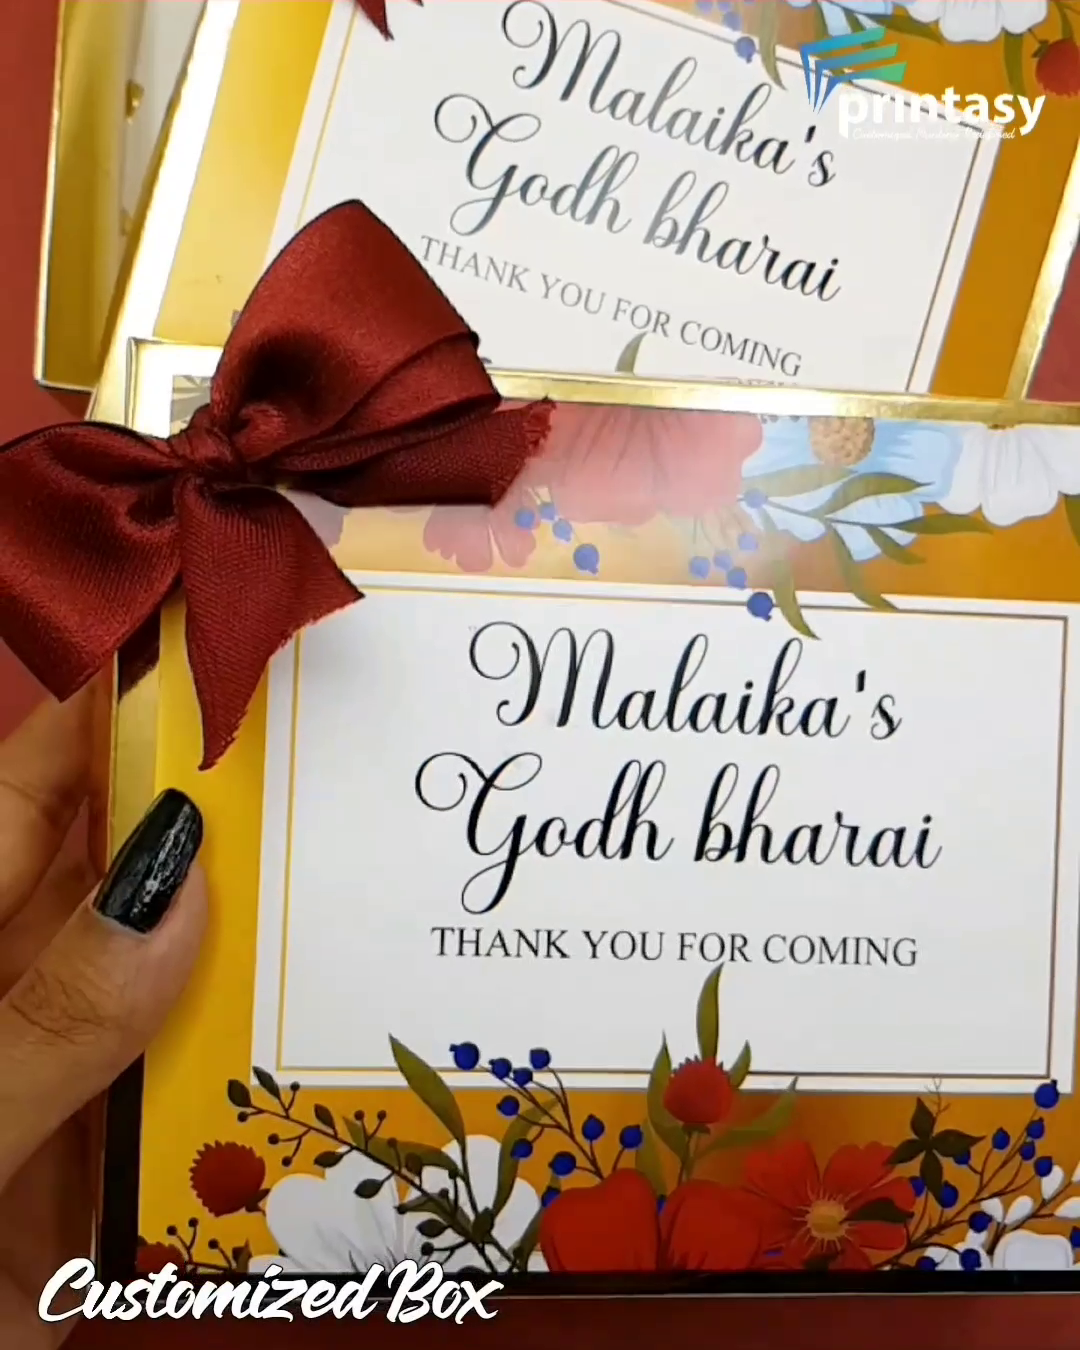 printasy
Malaika's
Godh bharai
THANK YOU FOR COMING
Malaika's
Godh bharai
THANK YOU FOR COMING
Customized Box